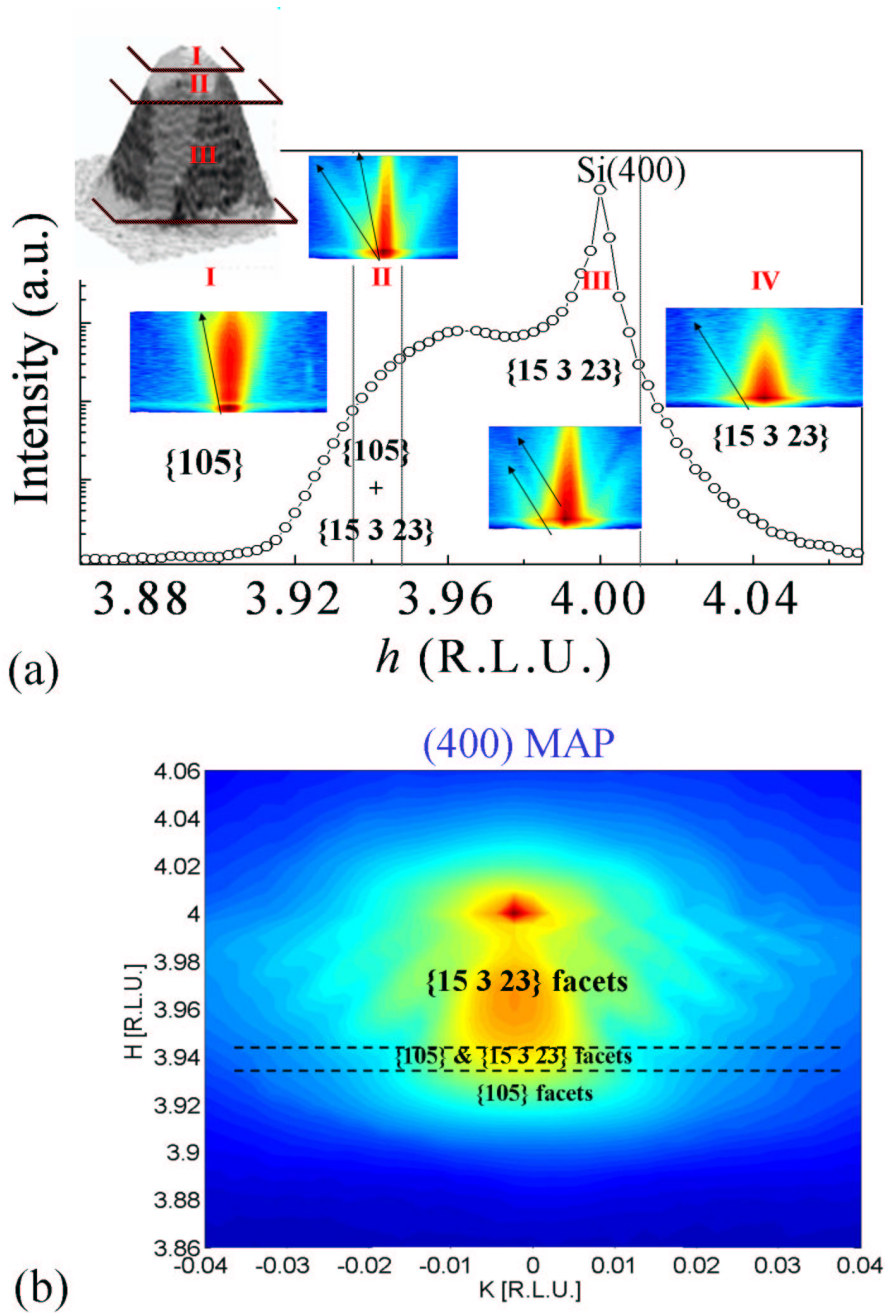 I
II
III
Si(400)
I
II
III
IV
{105}
{105}
+
{15 3 23}
{15 3 23}
{15 3 23}
Intensity (a.u.)
3.88 3.92 3.96 4.00 4.04
h (R.L.U.)
(a)
(400) MAP
4.06
4.04
4.02
4
3.98
3.96
3.94
3.92
3.9
3.88
3.86
H [R.L.U.]
{15 3 23} facets
{105} & {15 3 23} facets
{105} facets
-0.04 -0.03 -0.02 -0.01 0 0.01 0.02 0.03 0.04
K [R.L.U.]
(b)